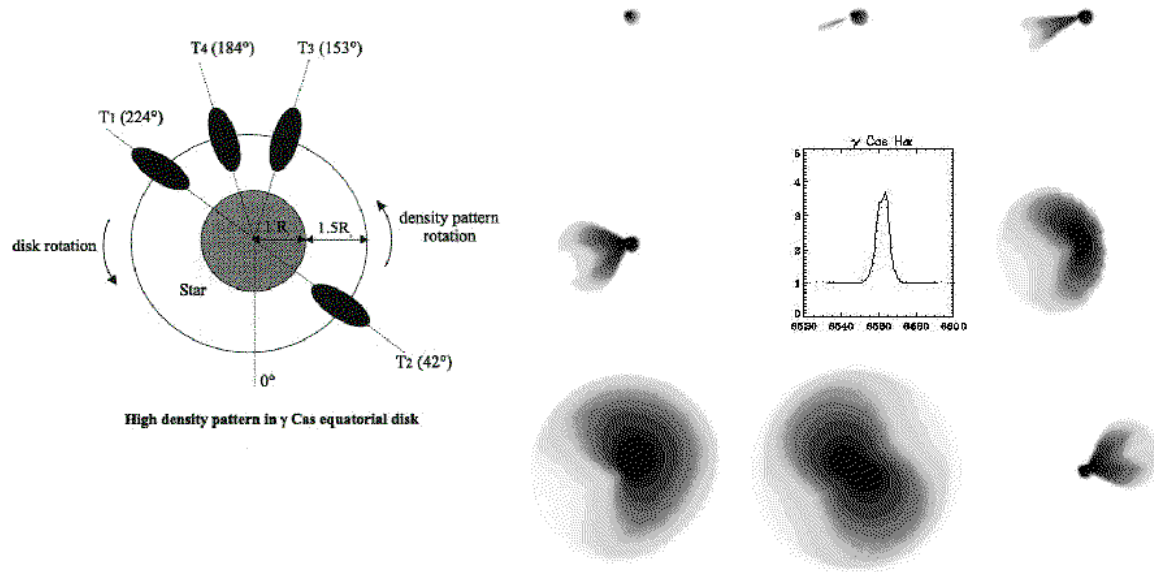 T4 (184°)
T3 (153°)
T1 (224°)
1 R
1.5R
density pattern
rotation
disk rotation
Star
T2 (42°)
0°
High density pattern in γ Cas equatorial disk
γ Cas Hα
5
4
3
2
1
0
6520 6540 6560 6580 6600